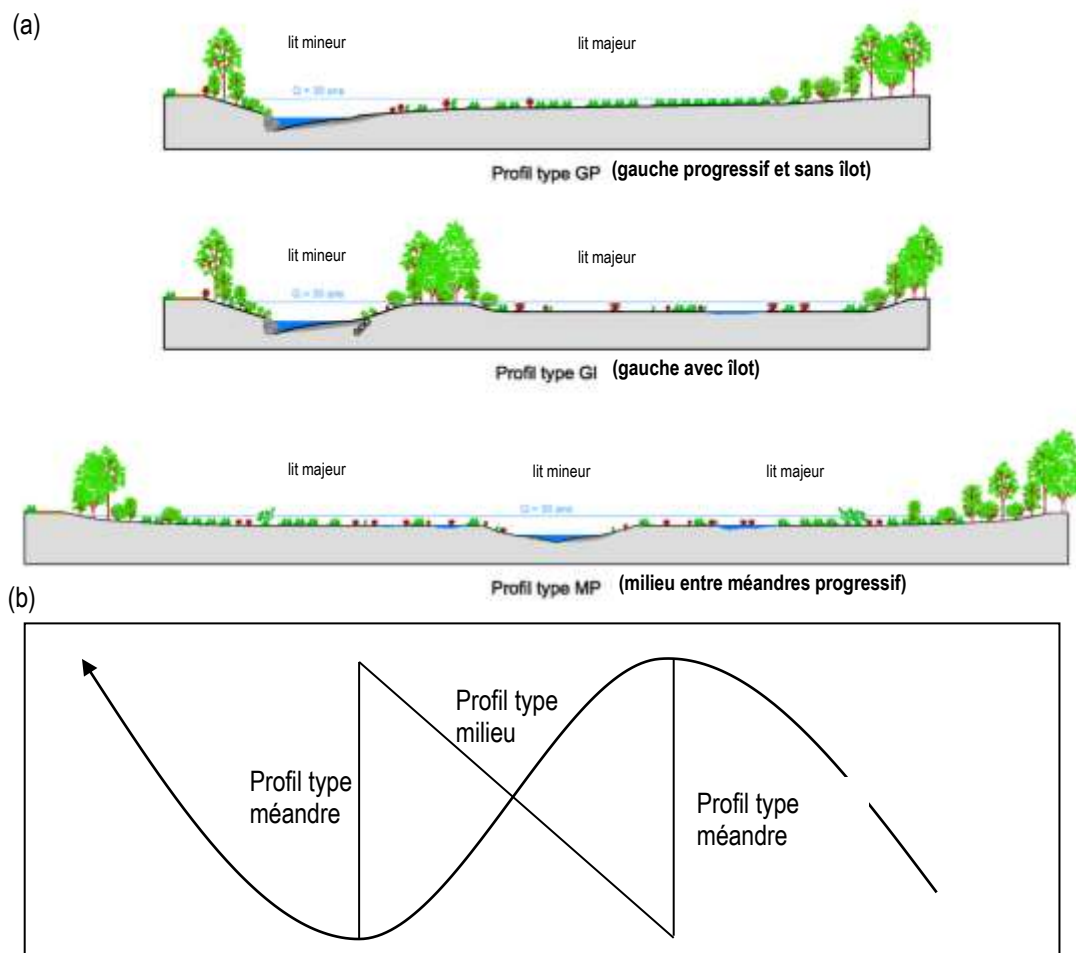 (a)
lit mineur
lit majeur
Profil type GP (gauche progressif et sans îlot)
lit mineur
lit majeur
Profil type GI (gauche avec îlot)
lit majeur
lit mineur
lit majeur
Profil type MP (milieu entre méandres progressif)
(b)
Profil type
milieu
Profil type
méandre
Profil type
méandre